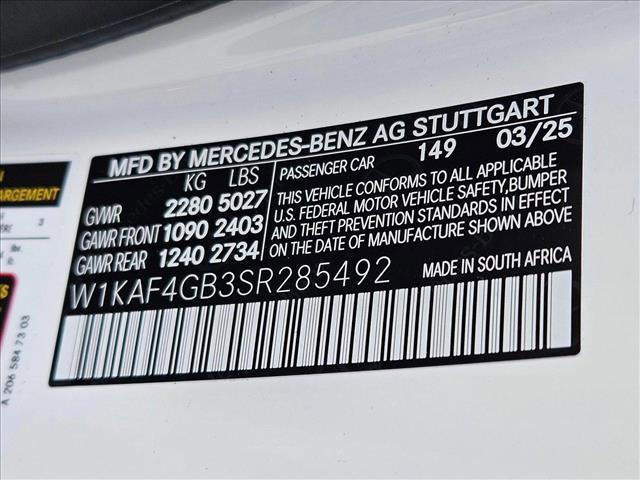 MFD BY MERCEDES-BENZ AG STUTTGART
KG LBS
GVWR 2280 5027
GAWR FRONT 1090 2403
GAWR REAR 1240 2734
PASSENGER CAR 149 03/25
THIS VEHICLE CONFORMS TO ALL APPLICABLE
U.S. FEDERAL MOTOR VEHICLE SAFETY, BUMPER
AND THEFT PREVENTION STANDARDS IN EFFECT
ON THE DATE OF MANUFACTURE SHOWN ABOVE
W1KAF4GB3SR285492
MADE IN SOUTH AFRICA
ARGEMENT
3
A 206 584 73 03